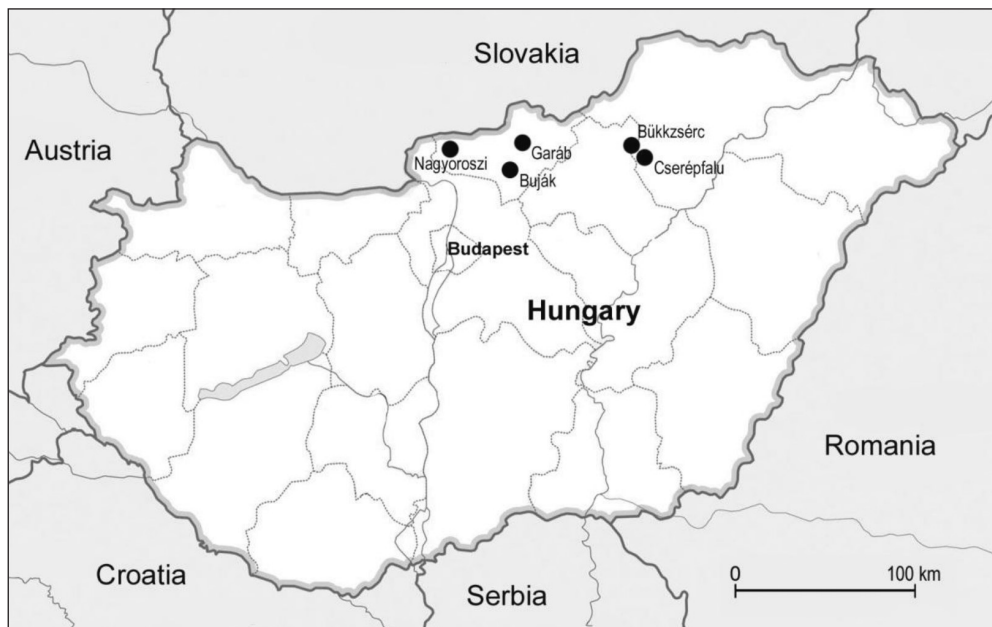 Slovakia
Austria
Bükkzsérc
Garáb
Nagyoroszi
Cserépfalu
Buják
Budapest
Hungary
Romania
Croatia
Serbia
0 100 km